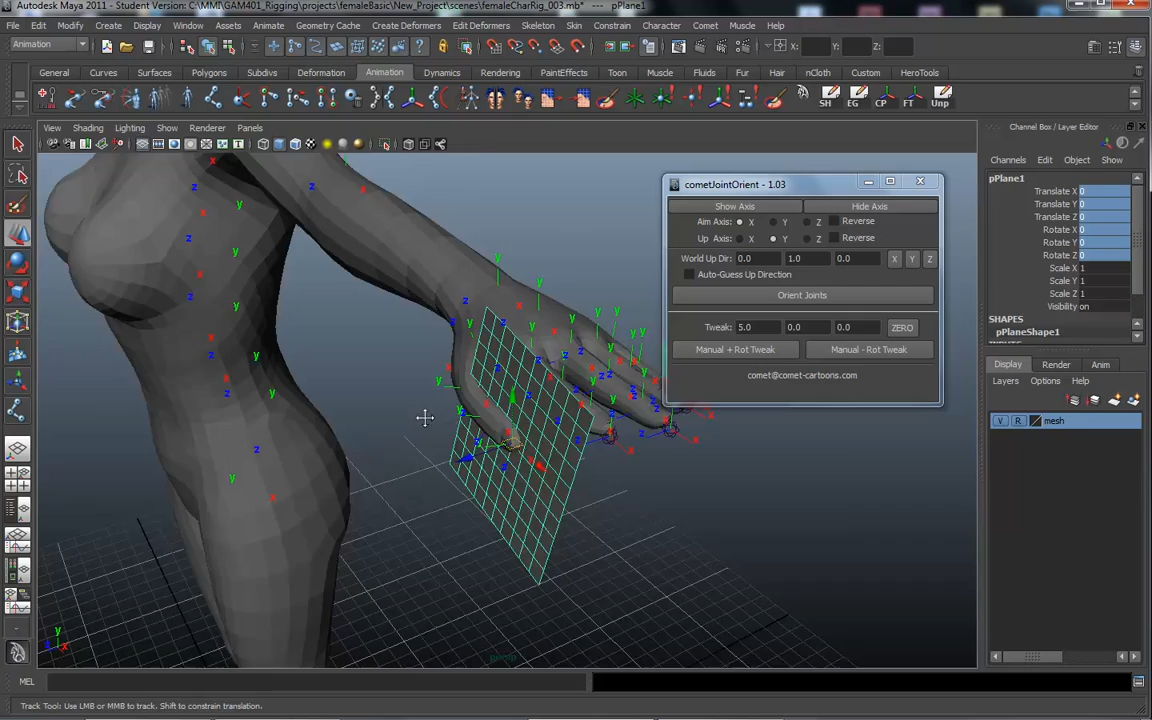 Autodesk Maya 2011 - Student Version: C:\MMI\GAM401_Rigging\projects\femaleBasic\New_Project\scenes\femaleCharRig_003.mb* --- pPlane1
File Edit Modify Create Display Window Assets Animate Geometry Cache Create Deformers Edit Deformers Skeleton Skin Constrain Character Muscle Help
Animation X: Y: Z:
General Curves Surfaces Polygons Subdivs Deformation Animation Dynamics Rendering PaintEffects Toon Muscle Fluids Fur Hair nCloth Custom HeroTools
SH EG CP FT Unp
View Shading Lighting Show Renderer Panels
Channel Box / Layer Editor
Channels Edit Object Show
pPlane1
Translate X 0
Translate Y 0
Translate Z 0
Rotate X 0
Rotate Y 0
Rotate Z 0
Scale X 1
Scale Y 1
Scale Z 1
Visibility on
SHAPES
pPlaneShape1
cometJointOrient - 1.03
Show Axis Hide Axis
Aim Axis: X Y Z Reverse
Up Axis: X Y Z Reverse
World Up Dir: 0.0 1.0 0.0 X Y Z
Auto-Guess Up Direction
Orient Joints
Tweak: 5.0 0.0 0.0 ZERO
Manual + Rot Tweak Manual - Rot Tweak
comet@comet-cartoons.com
Display Render Anim
Layers Options Help
V R mesh
persp
MEL
Track Tool: Use LMB or MMB to track. Shift to constrain translation.